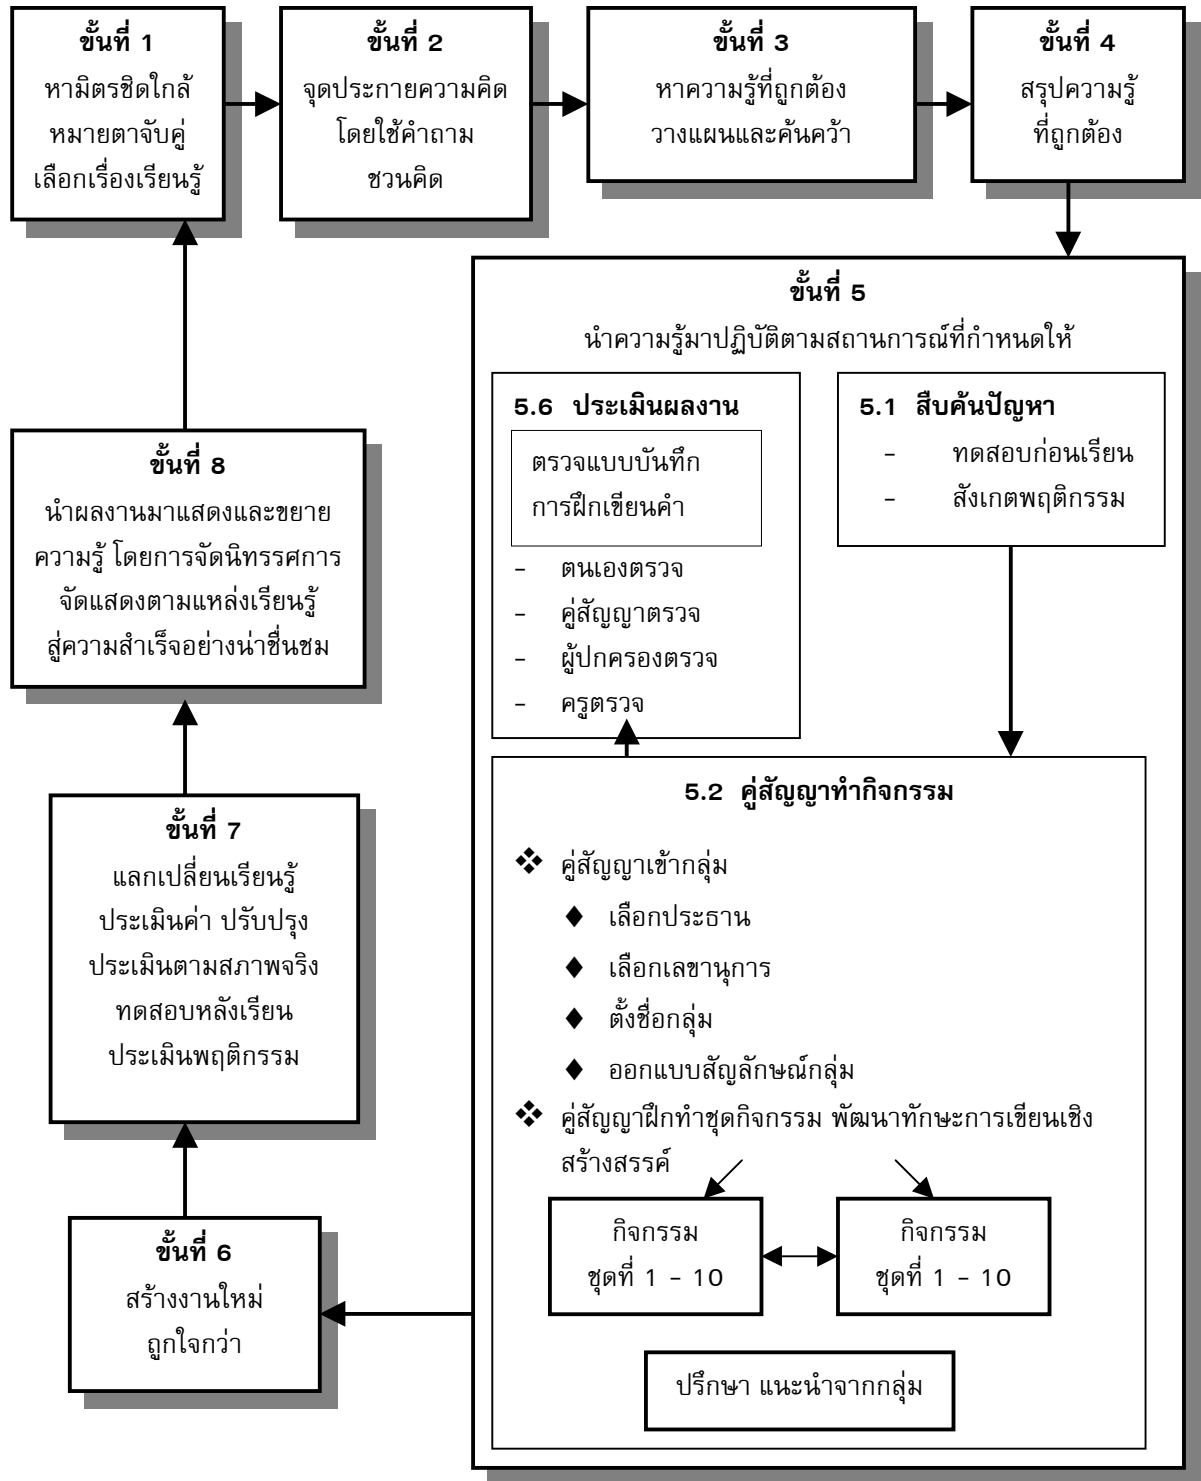 ขั้นที่ 1
หามิตรชิดใกล้
หมายตาจับคู่
เลือกเรื่องเรียนรู้
ขั้นที่ 2
จุดประกายความคิด
โดยใช้คำถาม
ชวนคิด
ขั้นที่ 3
หาความรู้ที่ถูกต้อง
วางแผนและค้นคว้า
ขั้นที่ 4
สรุปความรู้
ที่ถูกต้อง
ขั้นที่ 5
นำความรู้มาปฏิบัติตามสถานการณ์ที่กำหนดให้
5.6 ประเมินผลงาน
ตรวจแบบบันทึก
การฝึกเขียนคำ
– ตนเองตรวจ
– คู่สัญญาตรวจ
– ผู้ปกครองตรวจ
– ครูตรวจ
5.1 สืบค้นปัญหา
– ทดสอบก่อนเรียน
– สังเกตพฤติกรรม
5.2 คู่สัญญาทำกิจกรรม
❖ คู่สัญญาเข้ากลุ่ม
♦ เลือกประธาน
♦ เลือกเลขานุการ
♦ ตั้งชื่อกลุ่ม
♦ ออกแบบสัญลักษณ์กลุ่ม
❖ คู่สัญญาฝึกทำชุดกิจกรรม พัฒนาทักษะการเขียนเชิง
สร้างสรรค์
กิจกรรม
ชุดที่ 1 – 10
กิจกรรม
ชุดที่ 1 – 10
ปรึกษา แนะนำจากกลุ่ม
ขั้นที่ 6
สร้างงานใหม่
ถูกใจกว่า
ขั้นที่ 7
แลกเปลี่ยนเรียนรู้
ประเมินค่า ปรับปรุง
ประเมินตามสภาพจริง
ทดสอบหลังเรียน
ประเมินพฤติกรรม
ขั้นที่ 8
นำผลงานมาแสดงและขยาย
ความรู้ โดยการจัดนิทรรศการ
จัดแสดงตามแหล่งเรียนรู้
สู่ความสำเร็จอย่างน่าชื่นชม